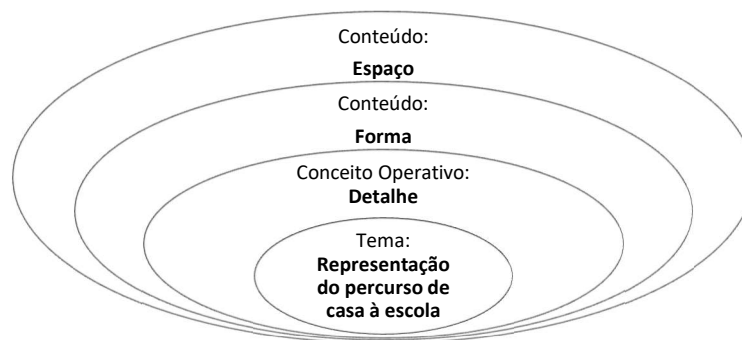 Conteúdo:
Espaço
Conteúdo:
Forma
Conceito Operativo:
Detalhe
Tema:
Representação
do percurso de
casa à escola